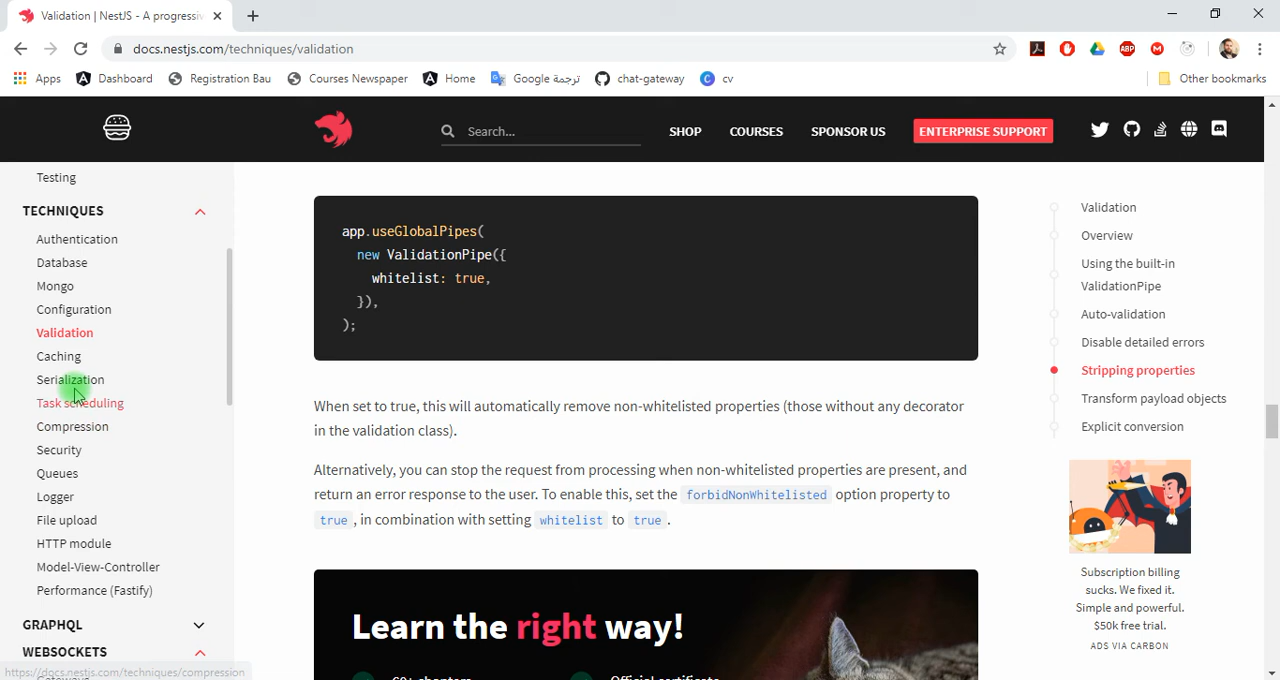 Validation | NestJS - A progressiv
docs.nestjs.com/techniques/validation
ABP
Apps
Dashboard
Registration Bau
Courses Newspaper
Home
ترجمة Google
chat-gateway
cv
Other bookmarks
Search...
SHOP
COURSES
SPONSOR US
ENTERPRISE SUPPORT
Testing
TECHNIQUES
Authentication
Database
Mongo
Configuration
Validation
Caching
Serialization
Task scheduling
Compression
Security
Queues
Logger
File upload
HTTP module
Model-View-Controller
Performance (Fastify)
GRAPHQL
WEBSOCKETS
https://docs.nestjs.com/techniques/compression
app.useGlobalPipes(
new ValidationPipe({
whitelist: true,
}),
);
When set to true, this will automatically remove non-whitelisted properties (those without any decorator
in the validation class).
Alternatively, you can stop the request from processing when non-whitelisted properties are present, and
return an error response to the user. To enable this, set the forbidNonWhitelisted option property to
true , in combination with setting whitelist to true .
Learn the right way!
60+ chapters
Official certificate
Validation
Overview
Using the built-in
ValidationPipe
Auto-validation
Disable detailed errors
Stripping properties
Transform payload objects
Explicit conversion
Subscription billing
sucks. We fixed it.
Simple and powerful.
$50k free trial.
ADS VIA CARBON